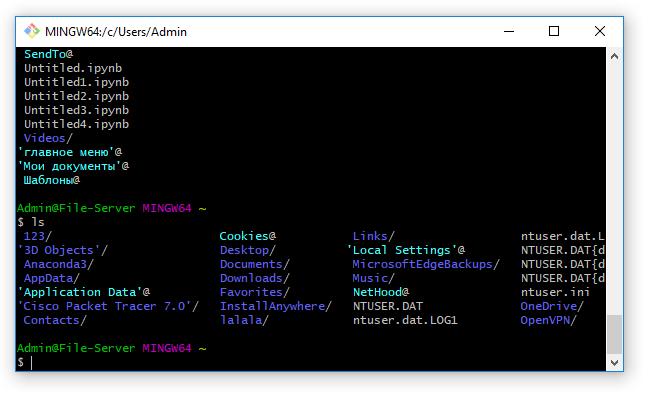 MINGW64:/c/Users/Admin
SendTo@
Untitled.ipynb
Untitled1.ipynb
Untitled2.ipynb
Untitled3.ipynb
Untitled4.ipynb
Videos/
'главное меню'@
'Мои документы'@
Шаблоны@
Admin@File-Server MINGW64 ~
$ ls
123/ Cookies@ Links/ ntuser.dat.L
'3D Objects'/ Desktop/ 'Local Settings'@ NTUSER.DAT{d
Anaconda3/ Documents/ MicrosoftEdgeBackups/ NTUSER.DAT{d
AppData/ Downloads/ Music/ NTUSER.DAT{d
'Application Data'@ Favorites/ NetHood@ ntuser.ini
'Cisco Packet Tracer 7.0'/ InstallAnywhere/ NTUSER.DAT OneDrive/
Contacts/ lalala/ ntuser.dat.LOG1 OpenVPN/
Admin@File-Server MINGW64 ~
$